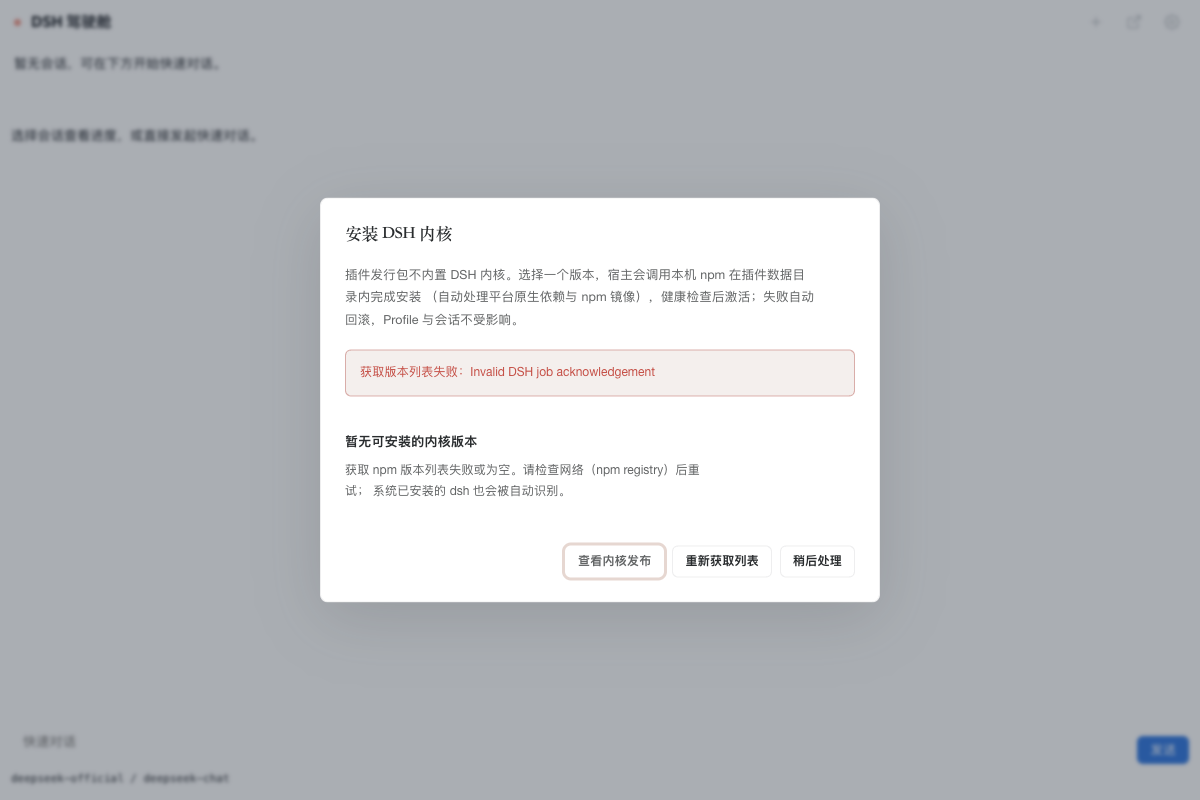 DSH 驾驶舱
暂无会话，可在下方开始快速对话。
选择会话查看进度，或直接发起快速对话。
安装 DSH 内核
插件发行包不内置 DSH 内核。选择一个版本，宿主会调用本机 npm 在插件数据目
录内完成安装 （自动处理平台原生依赖与 npm 镜像），健康检查后激活；失败自动
回滚，Profile 与会话不受影响。
获取版本列表失败：Invalid DSH job acknowledgement
暂无可安装的内核版本
获取 npm 版本列表失败或为空。请检查网络（npm registry）后重
试； 系统已安装的 dsh 也会被自动识别。
查看内核发布 重新获取列表 稍后处理
快速对话
发送
deepseek-official / deepseek-chat